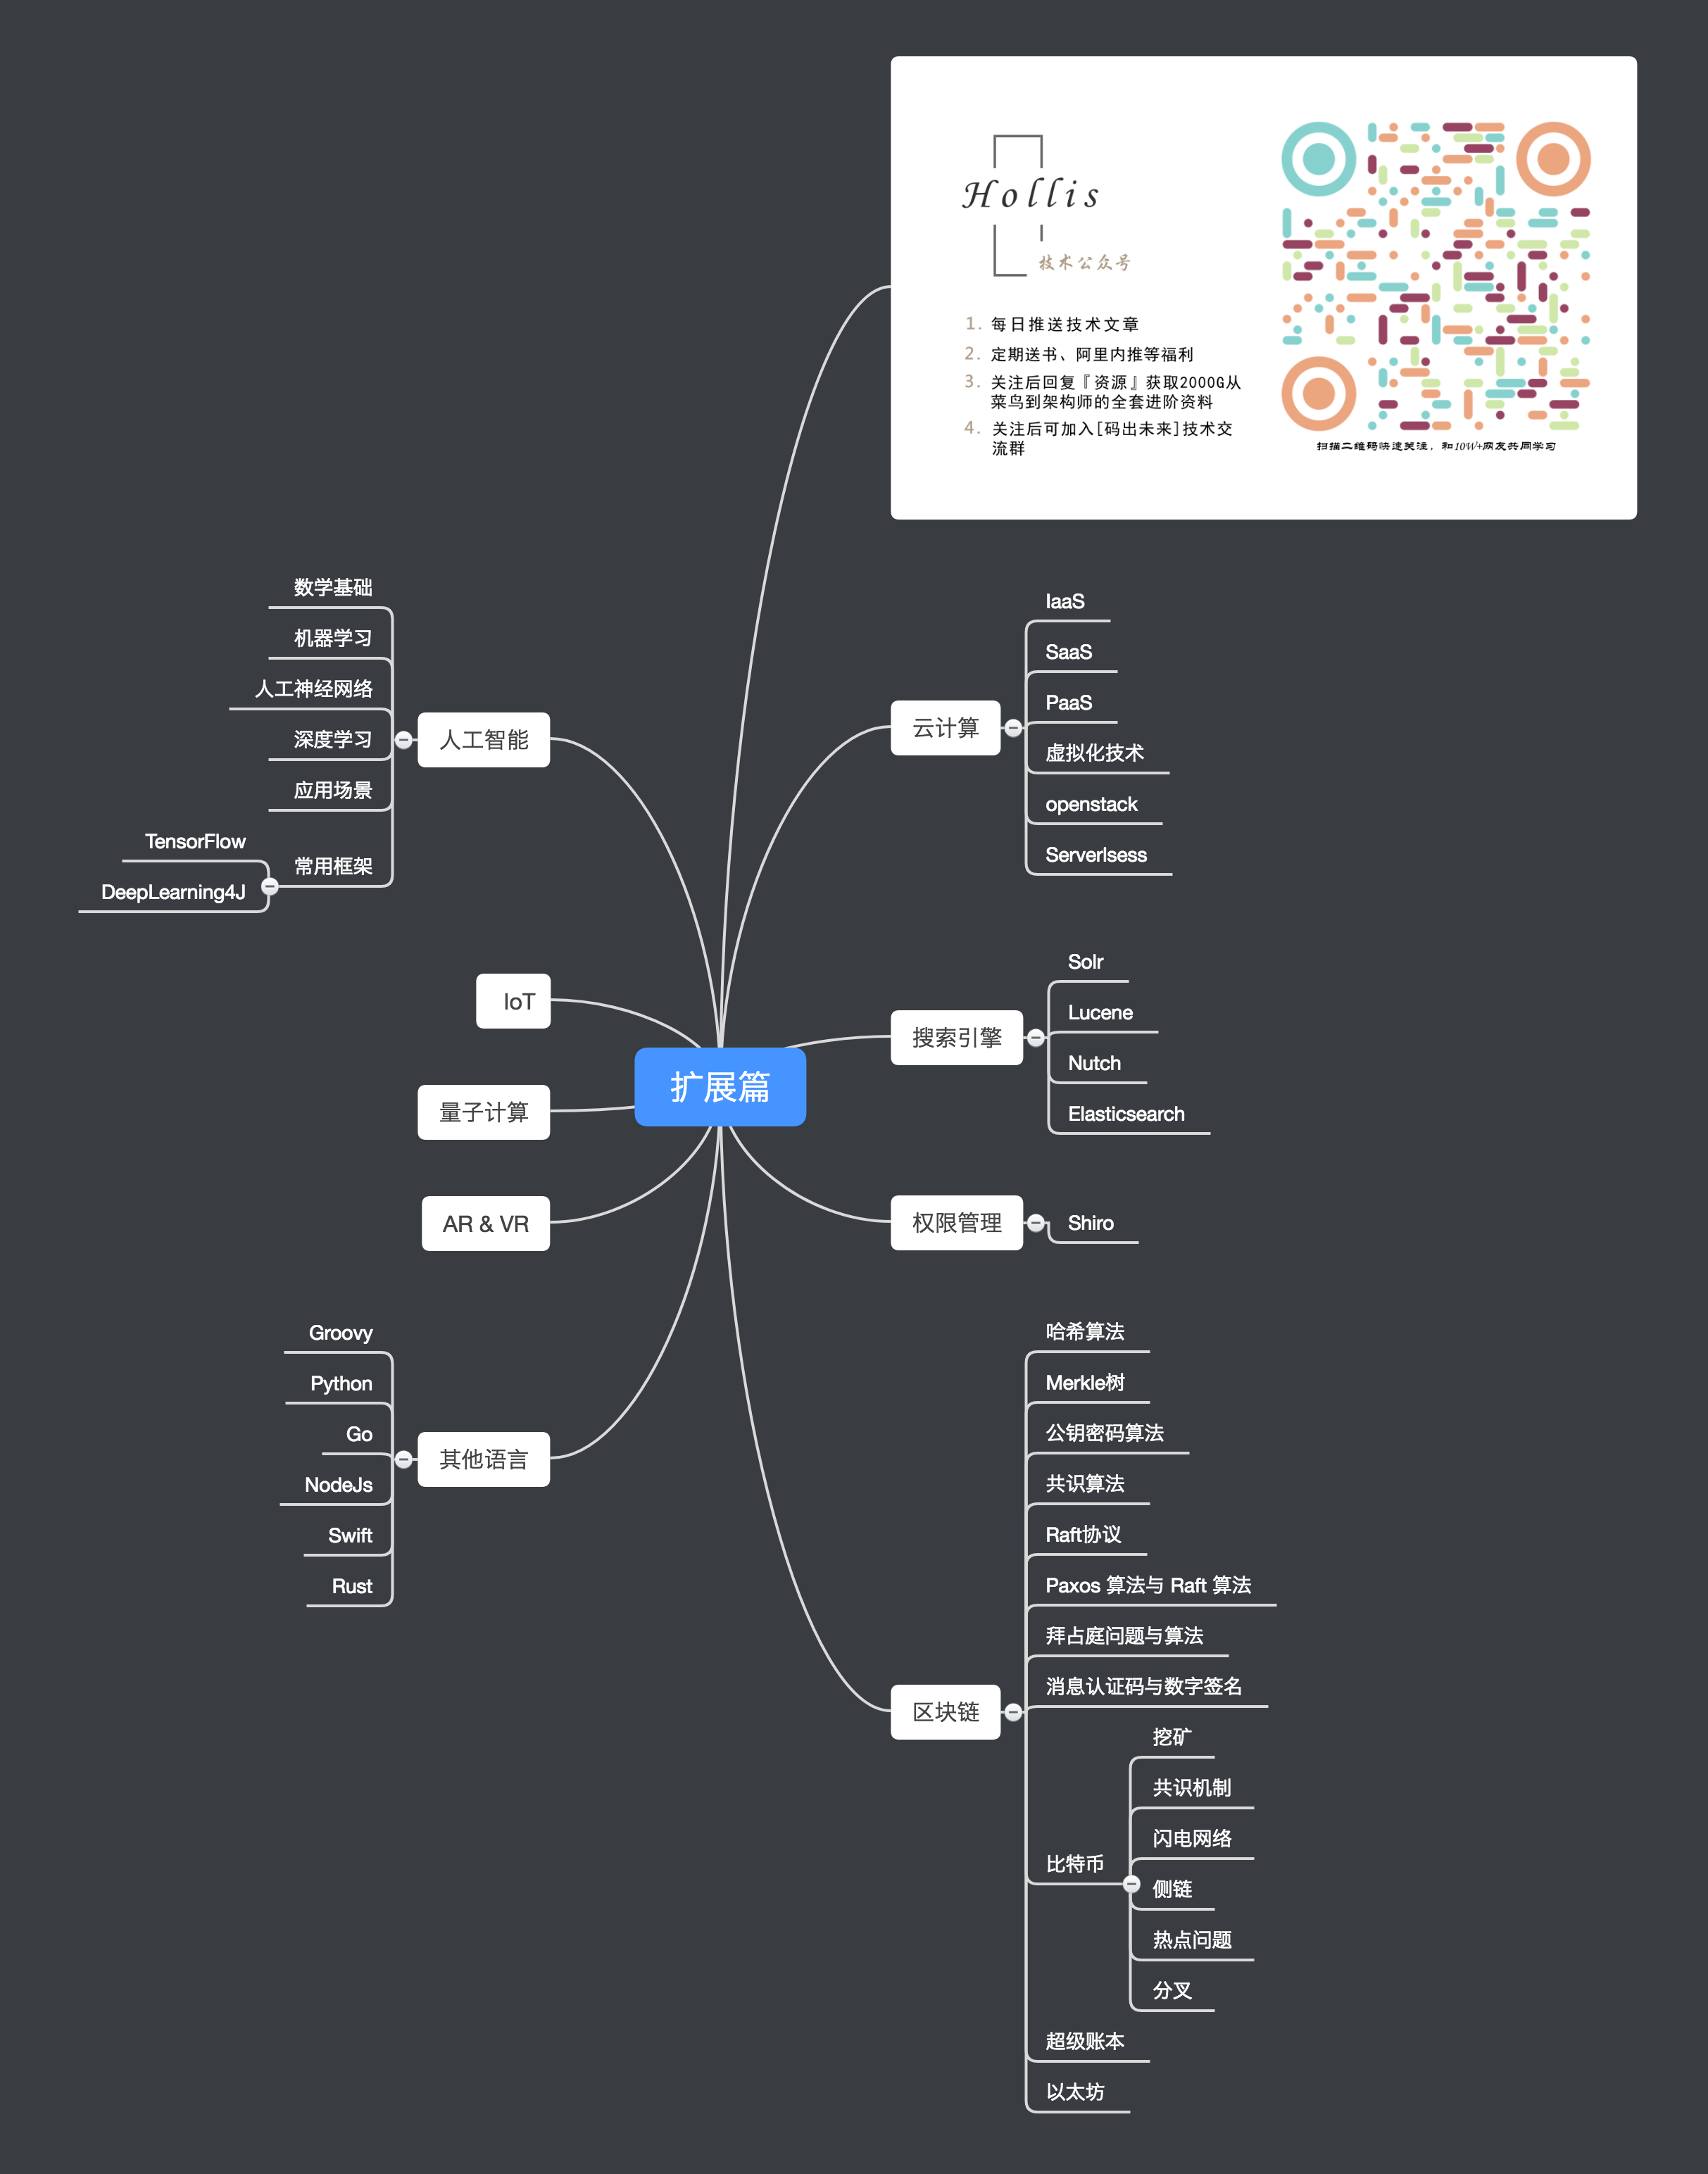 Hollis
技术公众号
1. 每日推送技术文章
2. 定期送书、阿里内推等福利
3. 关注后回复『资源』获取2000G从
菜鸟到架构师的全套进阶资料
4. 关注后可加入[码出未来]技术交
流群
扫描二维码快速关注，和10W+网友共同学习
扩展篇
云计算
IaaS
SaaS
PaaS
虚拟化技术
openstack
Serverlsess
搜索引擎
Solr
Lucene
Nutch
Elasticsearch
权限管理
Shiro
区块链
哈希算法
Merkle树
公钥密码算法
共识算法
Raft协议
Paxos 算法与 Raft 算法
拜占庭问题与算法
消息认证码与数字签名
比特币
挖矿
共识机制
闪电网络
侧链
热点问题
分叉
超级账本
以太坊
人工智能
数学基础
机器学习
人工神经网络
深度学习
应用场景
常用框架
TensorFlow
DeepLearning4J
IoT
量子计算
AR & VR
其他语言
Groovy
Python
Go
NodeJs
Swift
Rust